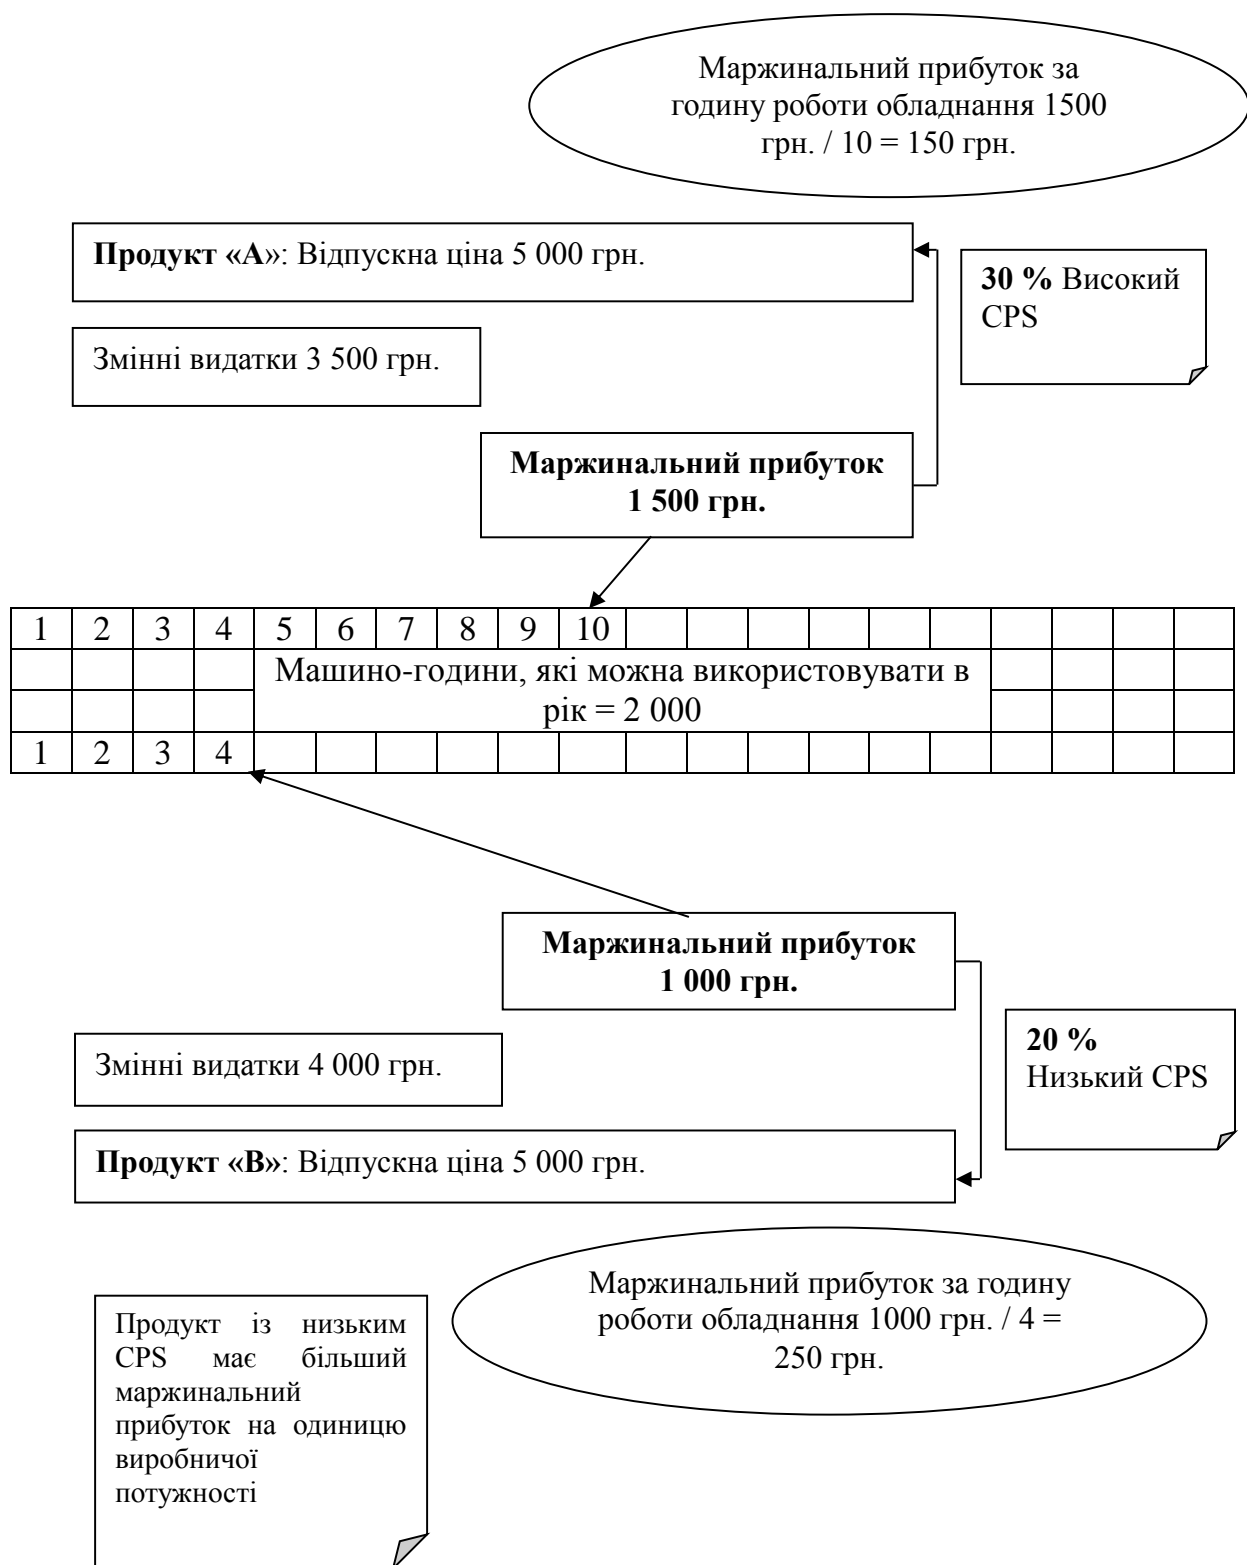 Маржинальний прибуток за
годину роботи обладнання 1500
грн. / 10 = 150 грн.
Продукт «А»: Відпускна ціна 5 000 грн.
30 % Високий
CPS
Змінні видатки 3 500 грн.
Маржинальний прибуток
1 500 грн.
1 2 3 4 5 6 7 8 9 10
Машино-години, які можна використовувати в
рік = 2 000
1 2 3 4
Маржинальний прибуток
1 000 грн.
20 %
Низький CPS
Змінні видатки 4 000 грн.
Продукт «В»: Відпускна ціна 5 000 грн.
Маржинальний прибуток за годину
роботи обладнання 1000 грн. / 4 =
250 грн.
Продукт із низьким
CPS має більший
маржинальний
прибуток на одиницю
виробничої
потужності